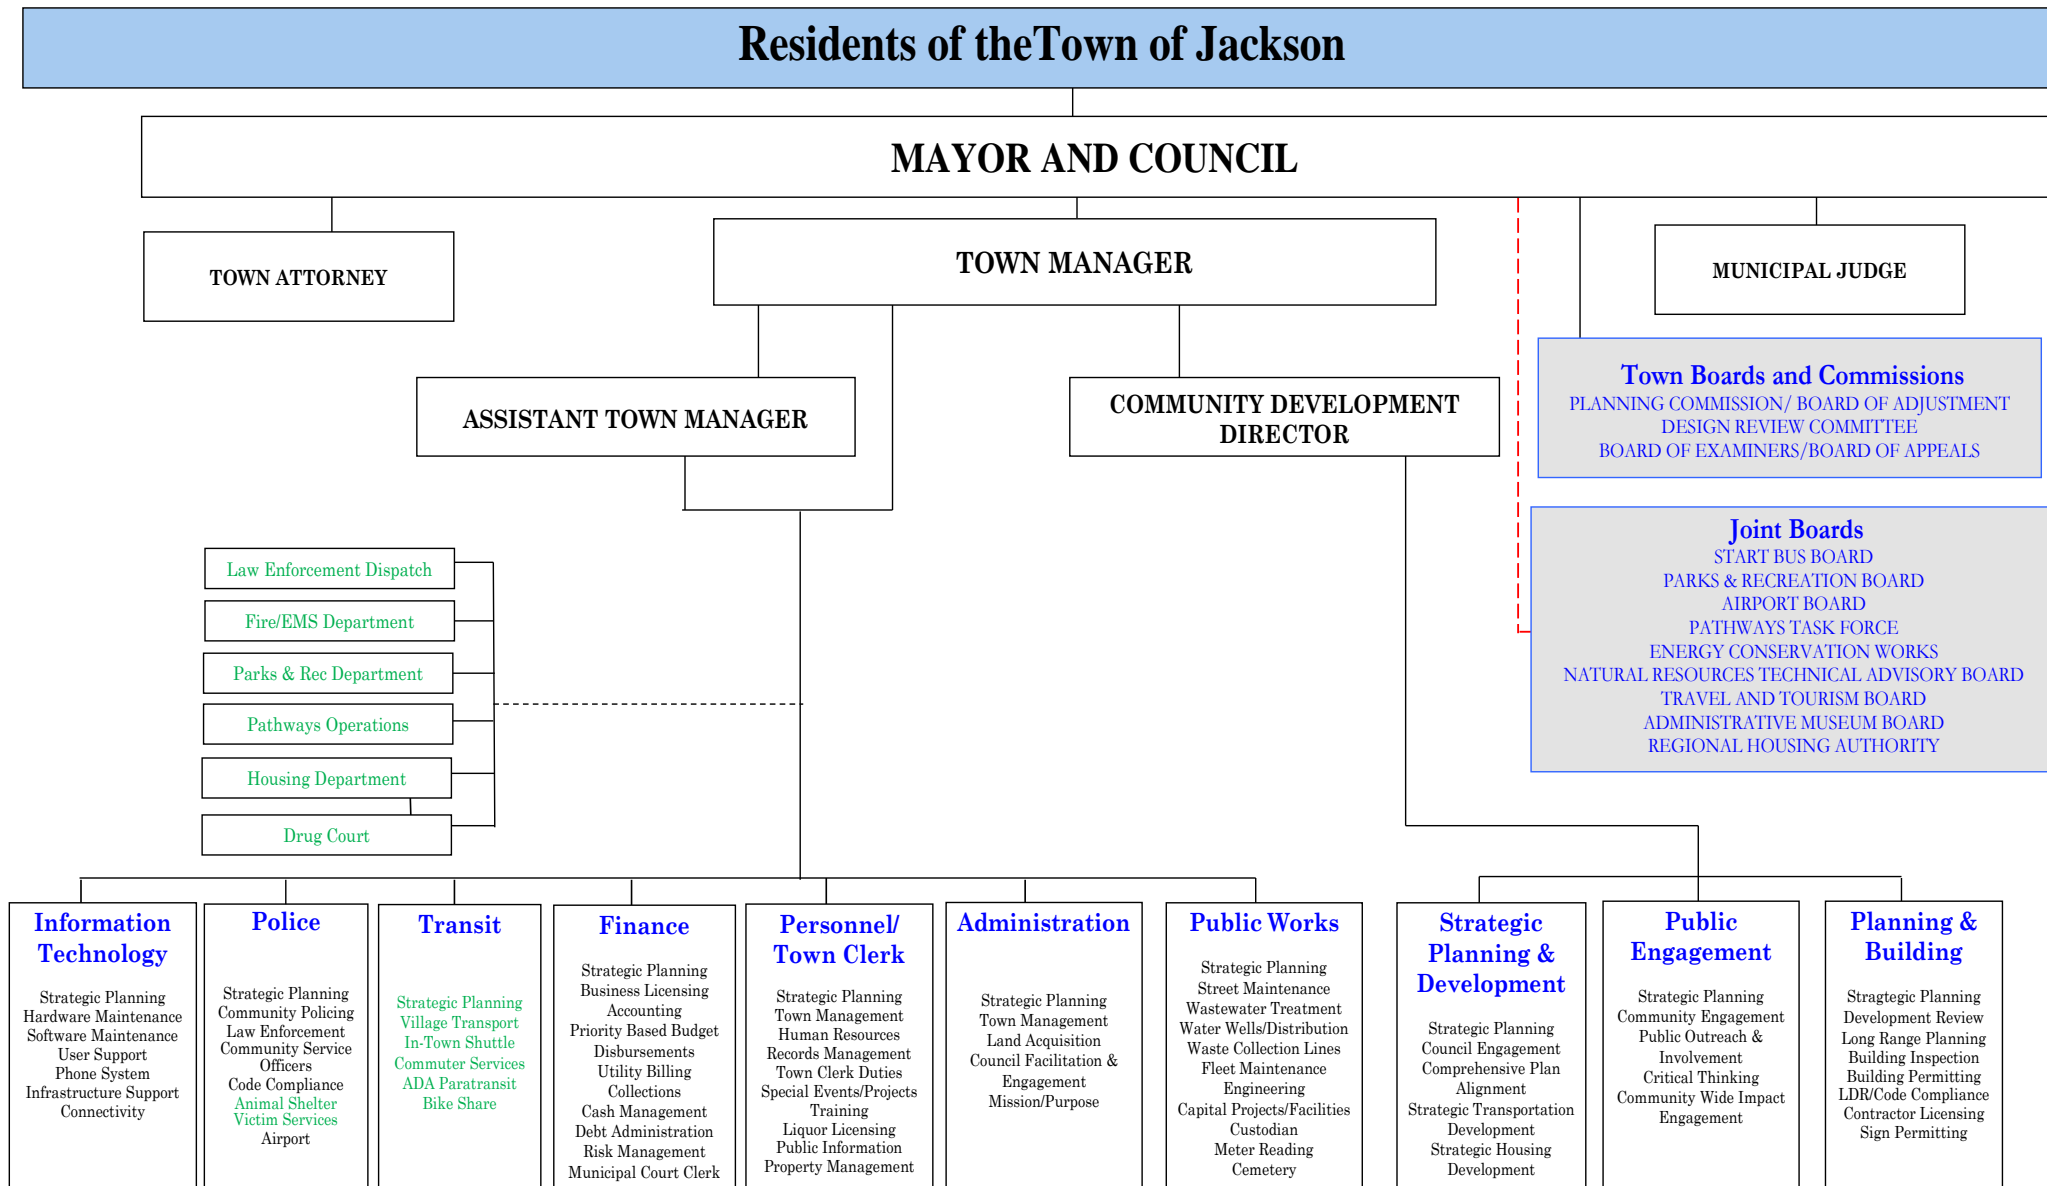 Residents of theTown of Jackson
MAYOR AND COUNCIL
TOWN ATTORNEY
TOWN MANAGER
MUNICIPAL JUDGE
ASSISTANT TOWN MANAGER
COMMUNITY DEVELOPMENT
DIRECTOR
Town Boards and Commissions
PLANNING COMMISSION/ BOARD OF ADJUSTMENT
DESIGN REVIEW COMMITTEE
BOARD OF EXAMINERS/BOARD OF APPEALS
Joint Boards
START BUS BOARD
PARKS & RECREATION BOARD
AIRPORT BOARD
PATHWAYS TASK FORCE
ENERGY CONSERVATION WORKS
NATURAL RESOURCES TECHNICAL ADVISORY BOARD
TRAVEL AND TOURISM BOARD
ADMINISTRATIVE MUSEUM BOARD
REGIONAL HOUSING AUTHORITY
Law Enforcement Dispatch
Fire/EMS Department
Parks & Rec Department
Pathways Operations
Housing Department
Drug Court
Information
Technology
Strategic Planning
Hardware Maintenance
Software Maintenance
User Support
Phone System
Infrastructure Support
Connectivity
Police
Strategic Planning
Community Policing
Law Enforcement
Community Service
Officers
Code Compliance
Animal Shelter
Victim Services
Airport
Transit
Strategic Planning
Village Transport
In-Town Shuttle
Commuter Services
ADA Paratransit
Bike Share
Finance
Strategic Planning
Business Licensing
Accounting
Priority Based Budget
Disbursements
Utility Billing
Collections
Cash Management
Debt Administration
Risk Management
Municipal Court Clerk
Personnel/
Town Clerk
Strategic Planning
Town Management
Human Resources
Records Management
Town Clerk Duties
Special Events/Projects
Training
Liquor Licensing
Public Information
Property Management
Administration
Strategic Planning
Town Management
Land Acquisition
Council Facilitation &
Engagement
Mission/Purpose
Public Works
Strategic Planning
Street Maintenance
Wastewater Treatment
Water Wells/Distribution
Waste Collection Lines
Fleet Maintenance
Engineering
Capital Projects/Facilities
Custodian
Meter Reading
Cemetery
Strategic
Planning &
Development
Strategic Planning
Council Engagement
Comprehensive Plan
Alignment
Strategic Transportation
Development
Strategic Housing
Development
Public
Engagement
Strategic Planning
Community Engagement
Public Outreach &
Involvement
Critical Thinking
Community Wide Impact
Engagement
Planning &
Building
Stragtegic Planning
Development Review
Long Range Planning
Building Inspection
Building Permitting
LDR/Code Compliance
Contractor Licensing
Sign Permitting